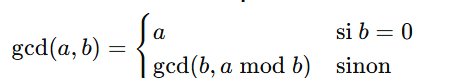 gcd(a, b) = { a si b = 0
gcd(b, a mod b) sinon